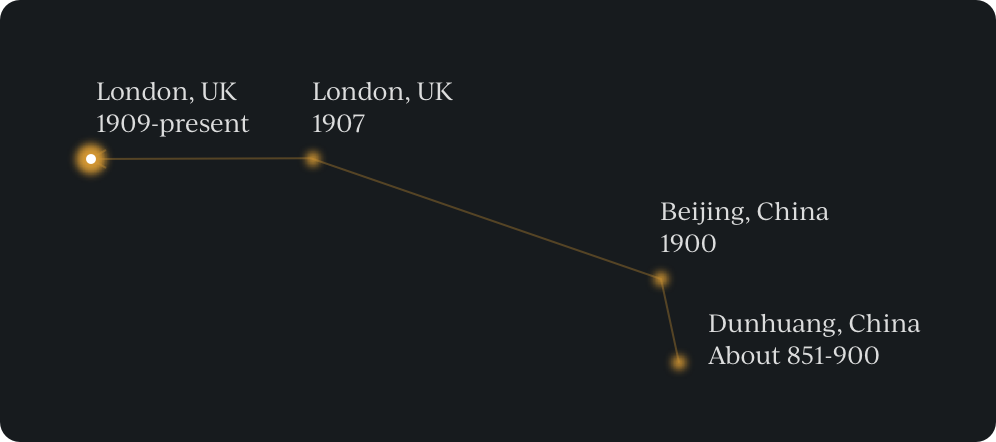 London, UK
1909-present
London, UK
1907
Beijing, China
1900
Dunhuang, China
About 851-900